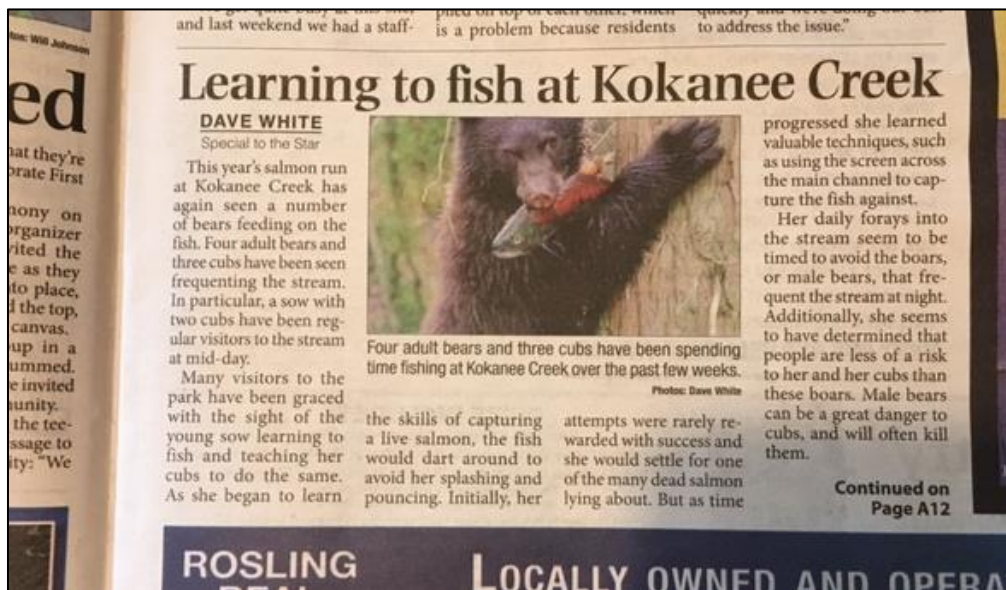 and last weekend we had a staff-
is a problem because residents
to address the issue."
Photos: Will Johnson
ed
they're
First
on
organizer
the
as they
to place,
the top,
canvas.
up in a
invited
the tee-
to
"We
Learning to fish at Kokanee Creek
DAVE WHITE
Special to the Star
This year's salmon run
at Kokanee Creek has
again seen a number
of bears feeding on the
fish. Four adult bears and
three cubs have been seen
frequenting the stream.
In particular, a sow with
two cubs have been reg-
ular visitors to the stream
at mid-day.
Many visitors to the
park have been graced
with the sight of the
young sow learning to
fish and teaching her
cubs to do the same.
As she began to learn
Four adult bears and three cubs have been spending
time fishing at Kokanee Creek over the past few weeks.
Photos: Dave White
the skills of capturing
a live salmon, the fish
would dart around to
avoid her splashing and
pouncing. Initially, her
attempts were rarely re-
warded with success and
she would settle for one
of the many dead salmon
lying about. But as time
progressed she learned
valuable techniques, such
as using the screen across
the main channel to cap-
ture the fish against.
Her daily forays into
the stream seem to be
timed to avoid the boars,
or male bears, that fre-
quent the stream at night.
Additionally, she seems
to have determined that
people are less of a risk
to her and her cubs than
these boars. Male bears
can be a great danger to
cubs, and will often kill
them.
Continued on
Page A12
ROSLING
REAL
LOCALLY OWNED AND OPERA